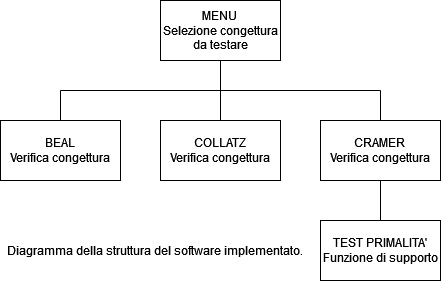 MENU
Selezione congettura
da testare
BEAL
Verifica congettura
COLLATZ
Verifica congettura
CRAMER
Verifica congettura
TEST PRIMALITA'
Funzione di supporto
Diagramma della struttura del software implementato.